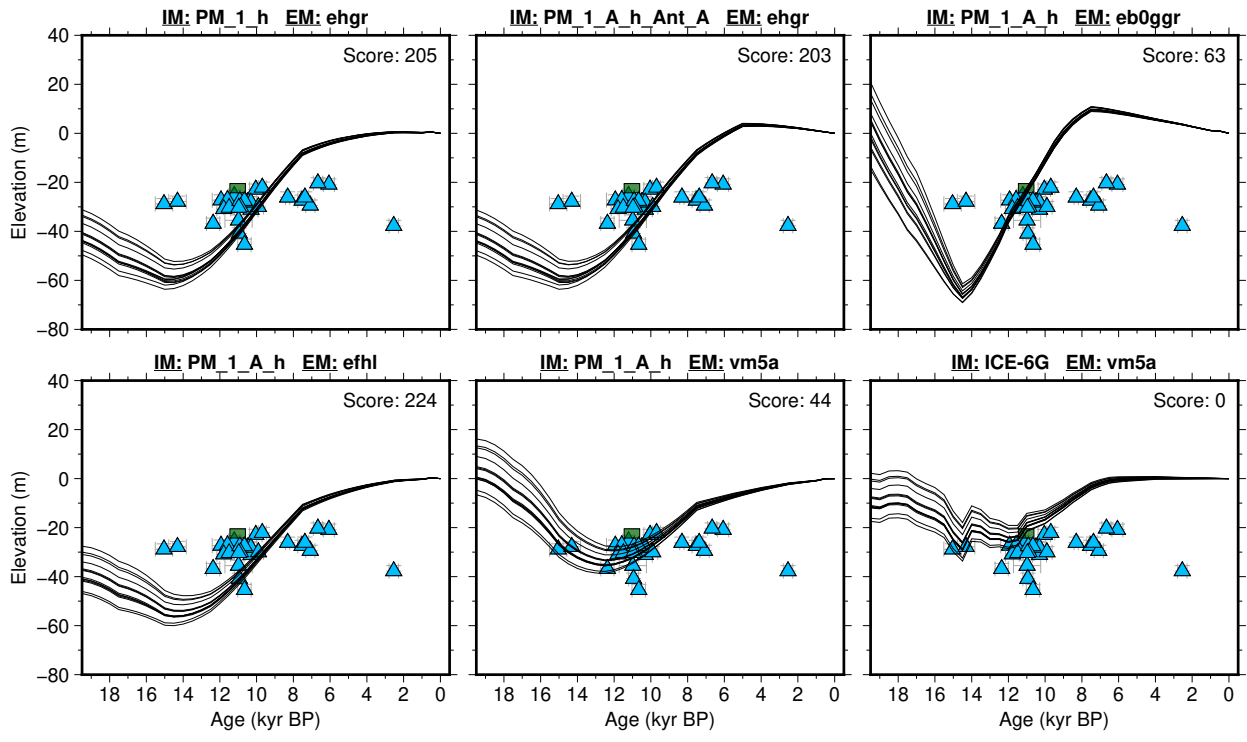 IM: PM_1_h EM: ehgr
IM: PM_1_A_h_Ant_A EM: ehgr
IM: PM_1_A_h EM: eb0ggr
40
20
0
−20
−40
−60
−80
Elevation (m)
Score: 205
Score: 203
Score: 63
IM: PM_1_A_h EM: efhl
IM: PM_1_A_h EM: vm5a
IM: ICE-6G EM: vm5a
40
20
0
−20
−40
−60
−80
Elevation (m)
Score: 224
Score: 44
Score: 0
18 16 14 12 10 8 6 4 2 0
18 16 14 12 10 8 6 4 2 0
18 16 14 12 10 8 6 4 2 0
Age (kyr BP)
Age (kyr BP)
Age (kyr BP)